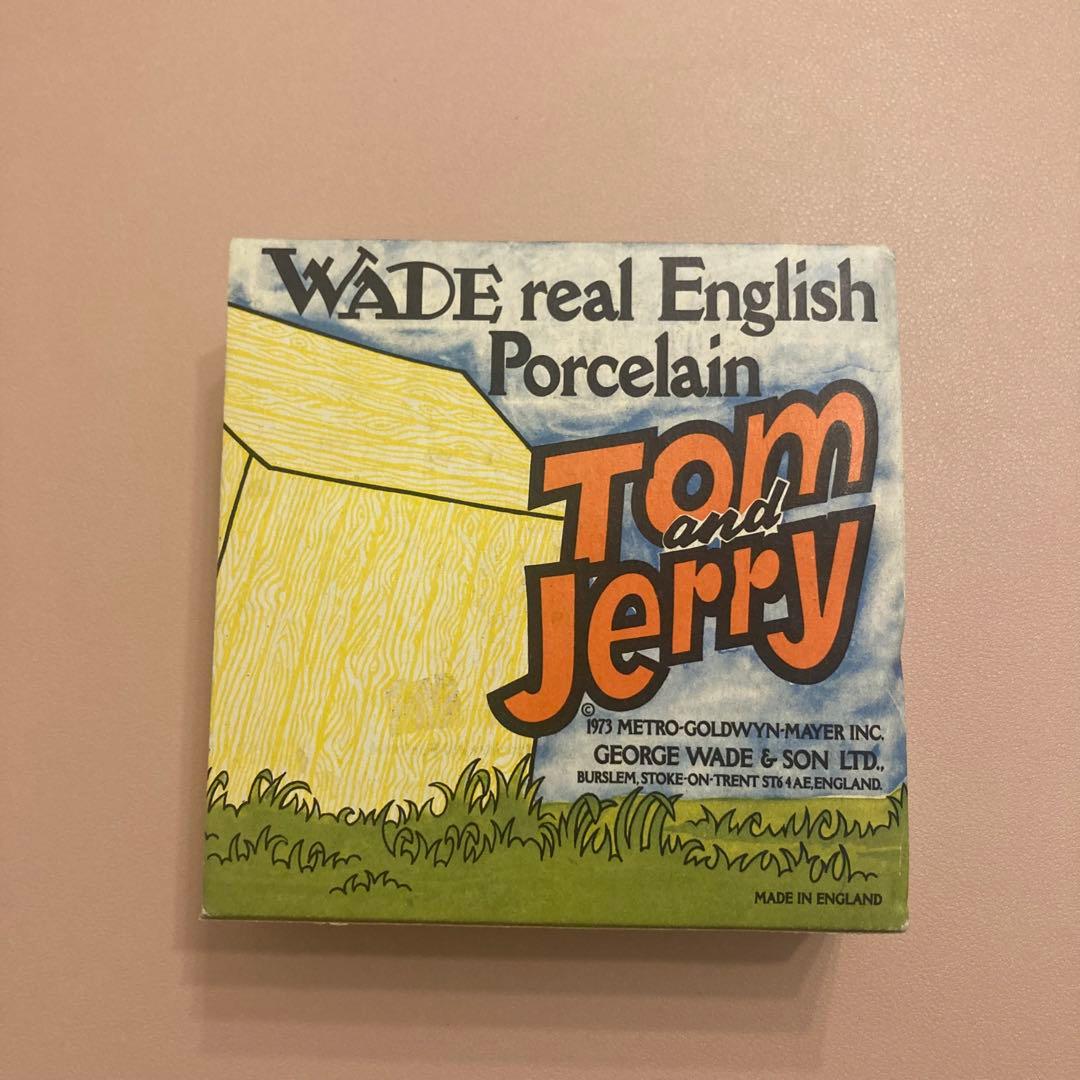 WADE real English
Porcelain
Tom
and
Jerry
©
1973 METRO-GOLDWYN-MAYER INC.
GEORGE WADE & SON LTD.,
BURSLEM, STOKE-ON-TRENT ST6 4AE, ENGLAND.
MADE IN ENGLAND